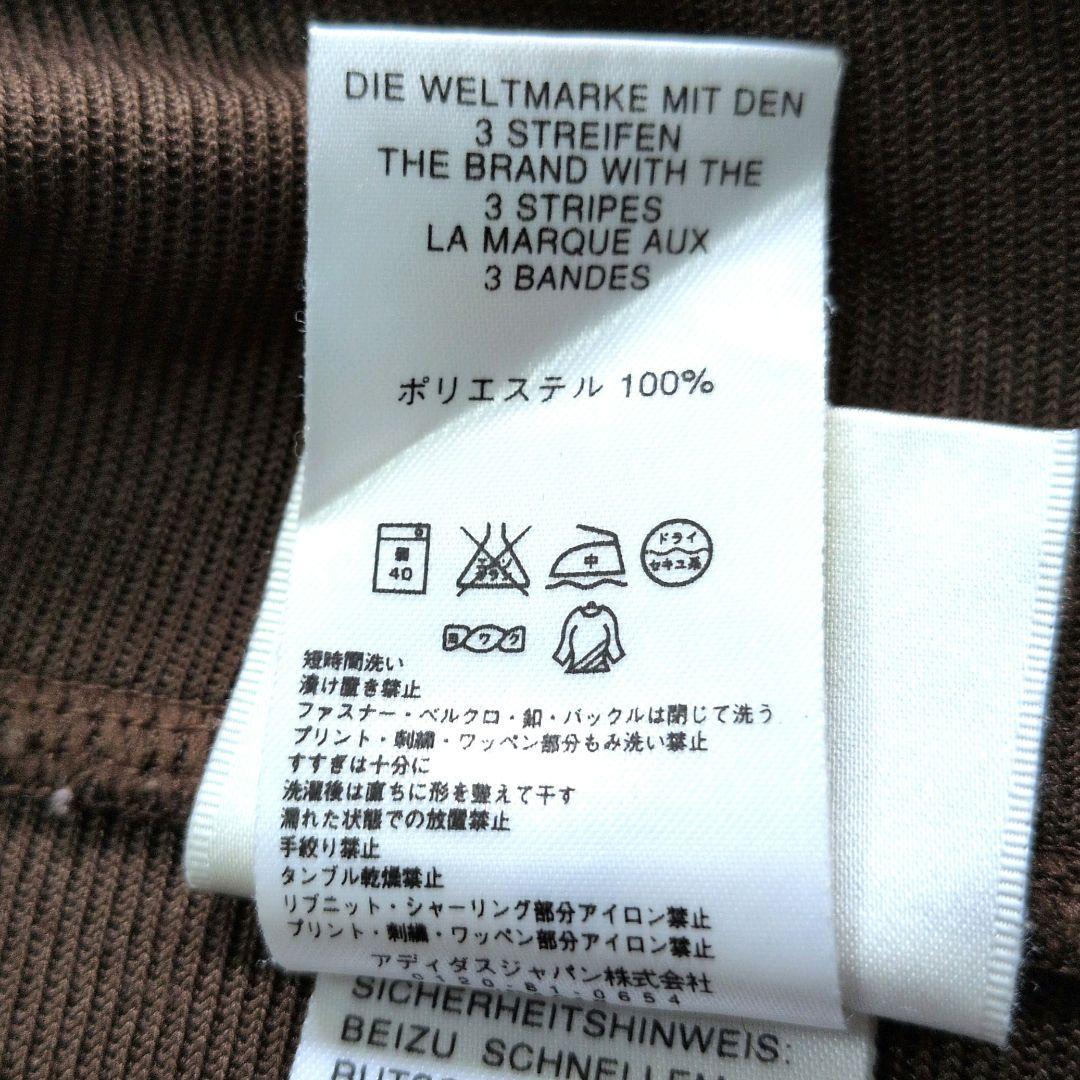 DIE WELTMARKE MIT DEN
3 STREIFEN
THE BRAND WITH THE
3 STRIPES
LA MARQUE AUX
3 BANDES
ポリエステル 100%
40
中
ドライ
セキユ系
ヨワク
短時間洗い
漬け置き禁止
ファスナー・ベルクロ・釦・バックルは閉じて洗う
プリント・刺繍・ワッペン部分もみ洗い禁止
すすぎは十分に
洗濯後は直ちに形を整えて干す
濡れた状態での放置禁止
手絞り禁止
タンブル乾燥禁止
リブニット・シャーリング部分アイロン禁止
プリント・刺繍・ワッペン部分アイロン禁止
アディダスジャパン株式会社
0120-81-0654
SICHERHEITSHINWEIS:
BEIZU SCHNELLEN